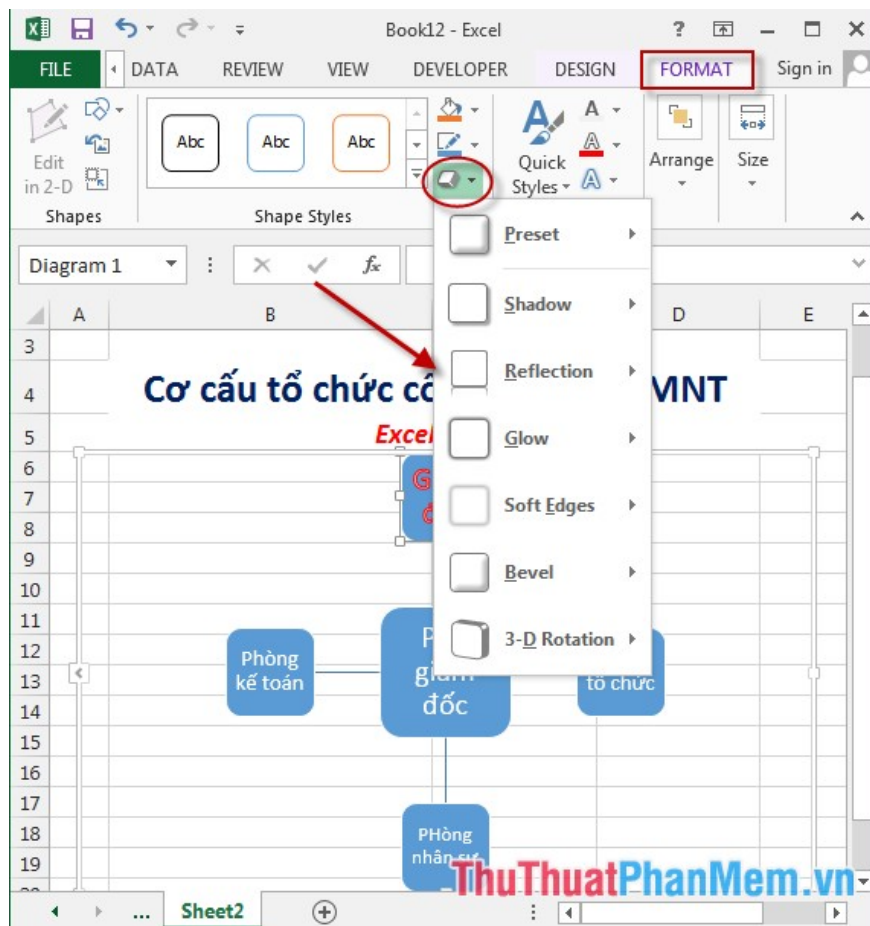 Book12 - Excel
?
FILE DATA REVIEW VIEW DEVELOPER DESIGN FORMAT Sign in
Abc Abc Abc
Edit in 2-D
Quick Styles
A
A
A
Arrange
Size
Shapes
Shape Styles
Preset
Shadow
Reflection
Glow
Soft Edges
Bevel
3-D Rotation
Diagram 1
fx
A B D E
3
4
5
6
7
8
9
10
11
12
13
14
15
16
17
18
19
Cơ cấu tổ chức MNT
Excel
Phòng
kế toán
đốc
tổ chức
PHòng
nhân sự
ThuThuatPhanMem.vn
... Sheet2